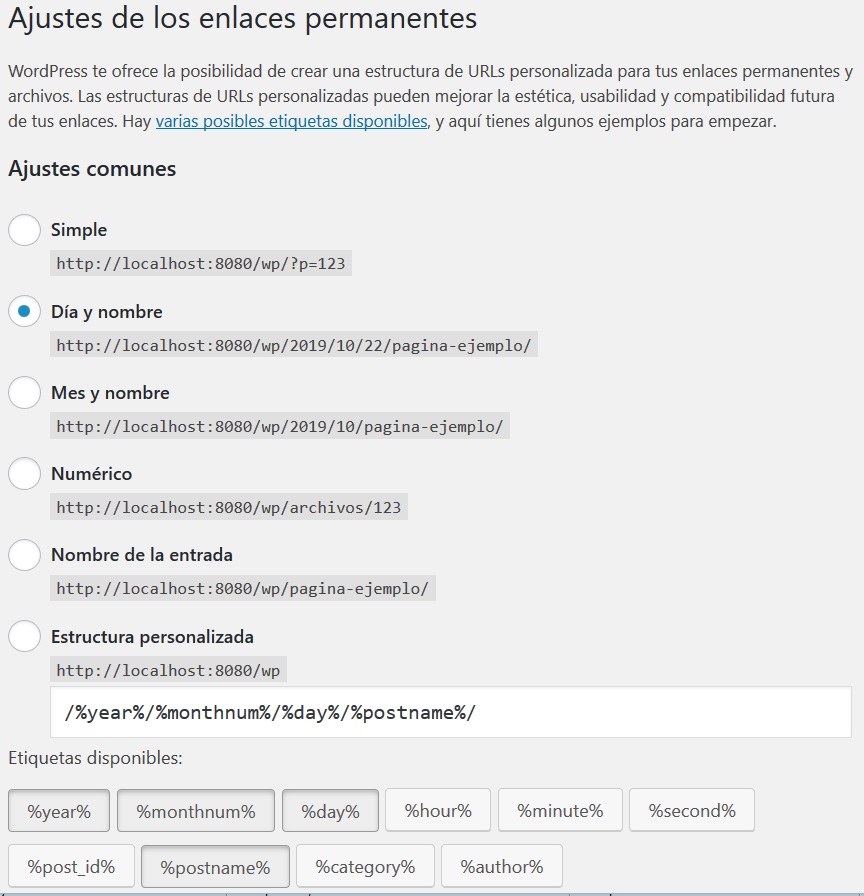 Ajustes de los enlaces permanentes
WordPress te ofrece la posibilidad de crear una estructura de URLs personalizada para tus enlaces permanentes y
archivos. Las estructuras de URLs personalizadas pueden mejorar la estética, usabilidad y compatibilidad futura
de tus enlaces. Hay varias posibles etiquetas disponibles, y aquí tienes algunos ejemplos para empezar.
Ajustes comunes
Simple
http://localhost:8080/wp/?p=123
Día y nombre
http://localhost:8080/wp/2019/10/22/pagina-ejemplo/
Mes y nombre
http://localhost:8080/wp/2019/10/pagina-ejemplo/
Numérico
http://localhost:8080/wp/archivos/123
Nombre de la entrada
http://localhost:8080/wp/pagina-ejemplo/
Estructura personalizada
http://localhost:8080/wp
/%year%/%monthnum%/%day%/%postname%/
Etiquetas disponibles:
%year% %monthnum% %day% %hour% %minute% %second%
%post_id% %postname% %category% %author%